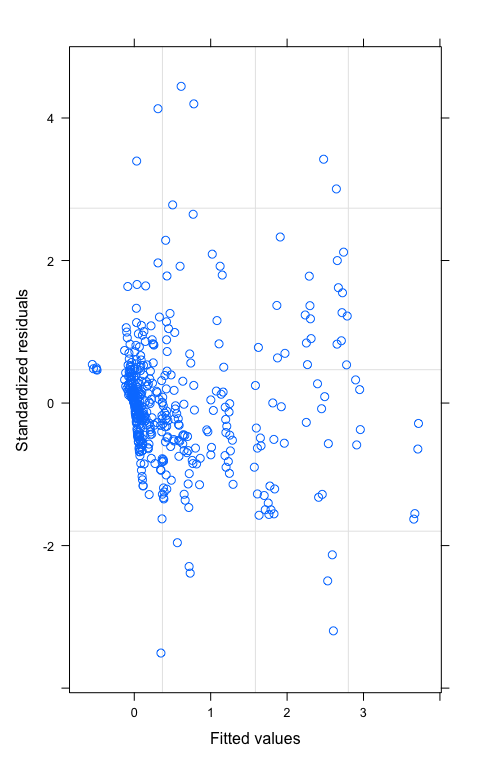 4
2
0
-2
Standardized residuals
0 1 2 3
Fitted values